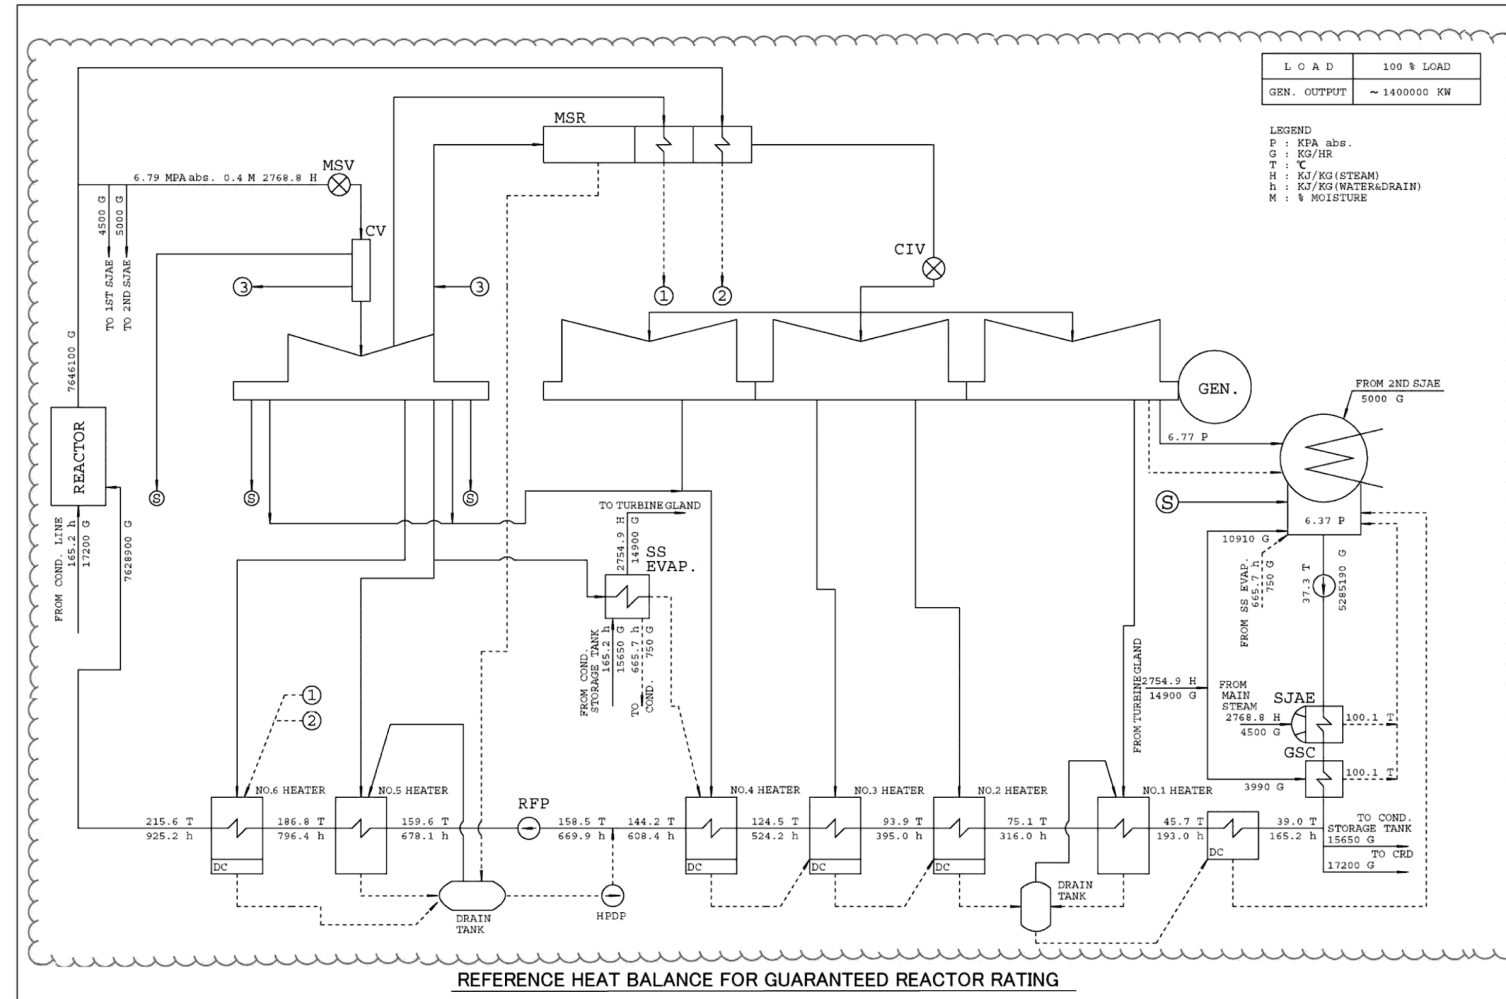 L O A D
100 % LOAD
GEN. OUTPUT
~ 1400000 KW
LEGEND
P : KPA abs.
G : KG/HR
T : ℃
H : KJ/KG(STEAM)
h : KJ/KG(WATER&DRAIN)
M : % MOISTURE
MSR
MSV
6.79 MPAabs. 0.4 M 2768.8 H
CV
CIV
4500 G
5000 G
TO 1ST SJAE
TO 2ND SJAE
3
3
1
2
7646100 G
GEN.
FROM 2ND SJAE
5000 G
6.77 P
REACTOR
S
S
S
S
6.37 P
TO TURBINE GLAND
2754.9 H
14900 G
SS
EVAP.
FROM COND. LINE
165.2 h
17200 G
7628900 G
10910 G
FROM SS EVAP.
665.7 h
750 G
37.3 T
5285190 G
FROM COND.
STORAGE TANK
165.2 h
15650 G
665.7 h
750 G
TO
COND.
FROM TURBINE GLAND
2754.9 H
14900 G
FROM
MAIN
STEAM
2768.8 H
4500 G
SJAE
100.1 T
GSC
100.1 T
3990 G
1
2
NO.6 HEATER
NO.5 HEATER
RFP
NO.4 HEATER
NO.3 HEATER
NO.2 HEATER
NO.1 HEATER
215.6 T
925.2 h
186.8 T
796.4 h
159.6 T
678.1 h
158.5 T
669.9 h
144.2 T
608.4 h
124.5 T
524.2 h
93.9 T
395.0 h
75.1 T
316.0 h
45.7 T
193.0 h
39.0 T
165.2 h
TO COND.
STORAGE TANK
15650 G
TO CRD
17200 G
DC
DC
DC
DC
DC
DRAIN
TANK
HPDP
DRAIN
TANK
REFERENCE HEAT BALANCE FOR GUARANTEED REACTOR RATING